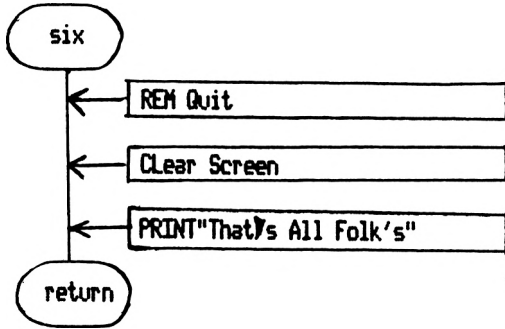 six
REM Quit
CLear Screen
PRINT"That's All Folk's"
return